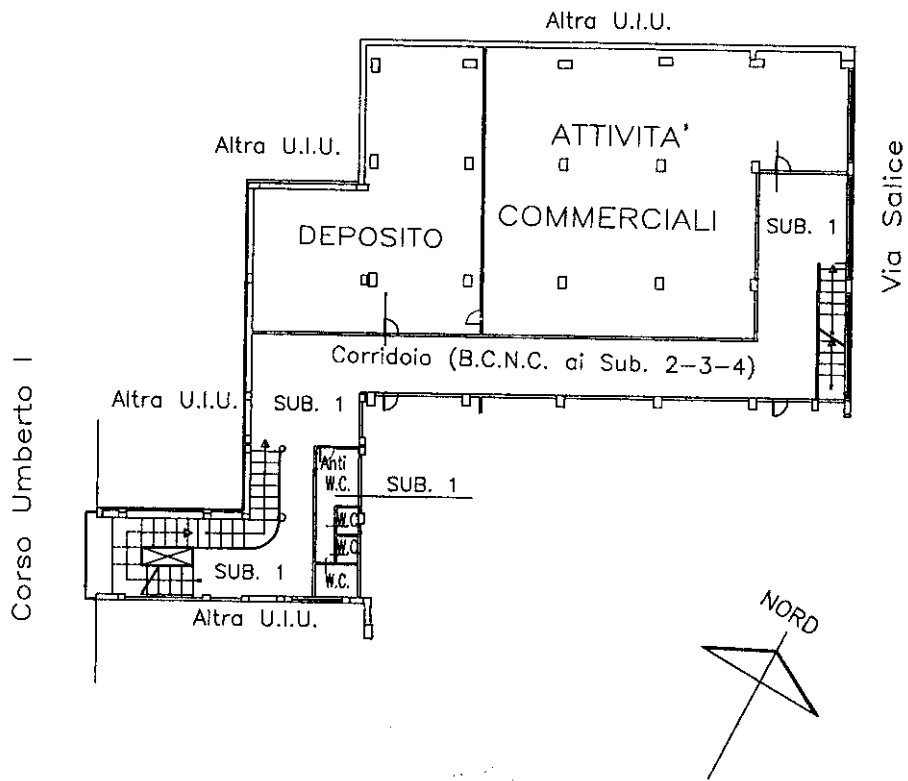 Altra U.I.U.
Altra U.I.U.
ATTIVITA'
COMMERCIALI
DEPOSITO
SUB. 1
Via Salice
Corridoio (B.C.N.C. ai Sub. 2-3-4)
Corso Umberto I
Altra U.I.U.
SUB. 1
Anti
W.C.
SUB. 1
W.C.
W.C.
W.C.
SUB. 1
Altra U.I.U.
NORD